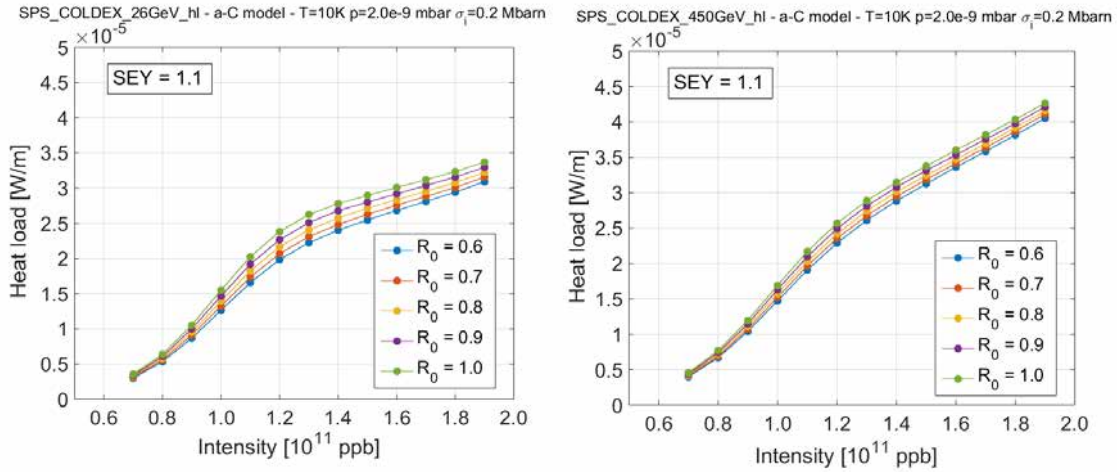 SPS_COLDEX_26GeV_hl - a-C model - T=10K p=2.0e-9 mbar σi=0.2 Mbarn
×10-5
5
4.5
4
3.5
3
2.5
2
1.5
1
0.5
0
Heat load [W/m]
SEY = 1.1
R0 = 0.6
R0 = 0.7
R0 = 0.8
R0 = 0.9
R0 = 1.0
0.6 0.8 1.0 1.2 1.4 1.6 1.8 2.0
Intensity [1011 ppb]
SPS_COLDEX_450GeV_hl - a-C model - T=10K p=2.0e-9 mbar σi=0.2 Mbarn
×10-5
5
4.5
4
3.5
3
2.5
2
1.5
1
0.5
0
Heat load [W/m]
SEY = 1.1
R0 = 0.6
R0 = 0.7
R0 = 0.8
R0 = 0.9
R0 = 1.0
0.6 0.8 1.0 1.2 1.4 1.6 1.8 2.0
Intensity [1011 ppb]